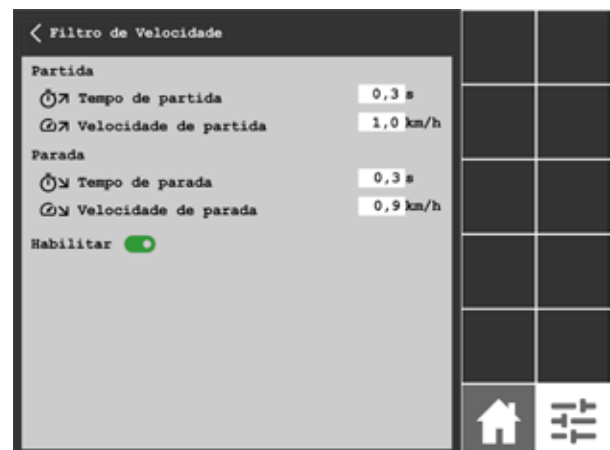 Filtro de Velocidade
Partida
Tempo de partida 0,3 s
Velocidade de partida 1,0 km/h
Parada
Tempo de parada 0,3 s
Velocidade de parada 0,9 km/h
Habilitar